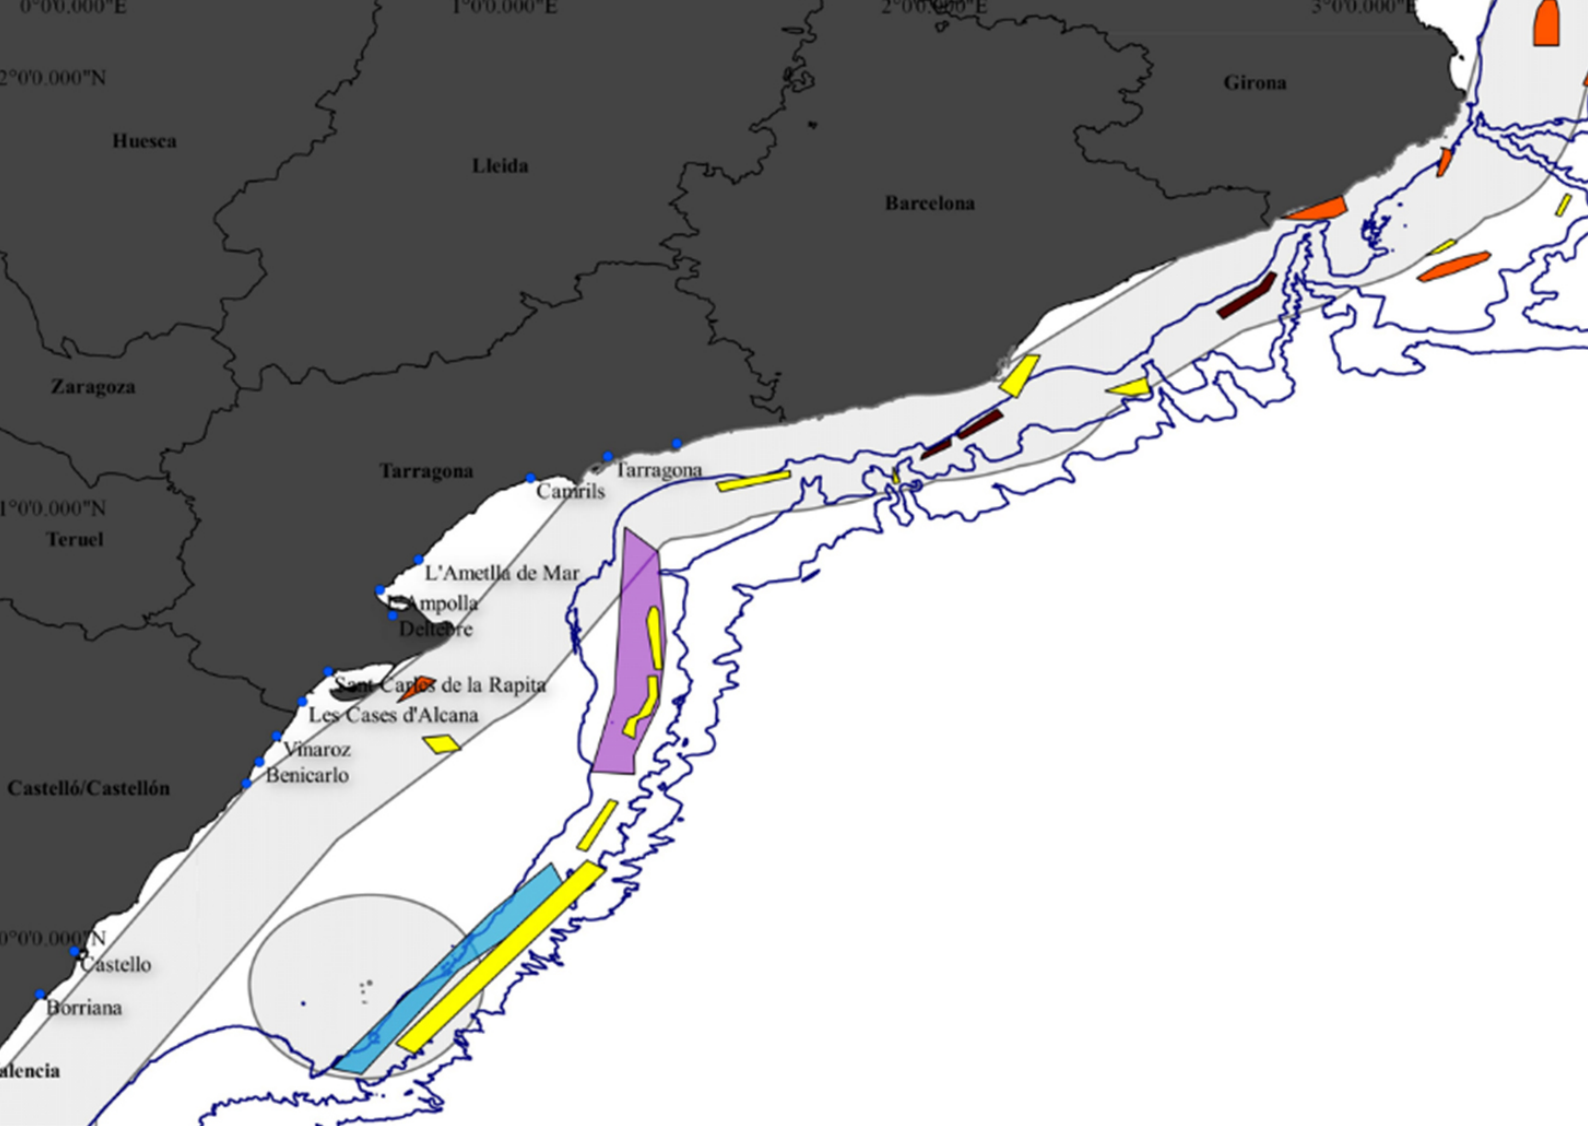 0°0'0.000"E
1°0'0.000"E
2°0'0.000"E
3°0'0.000"E
2°0'0.000"N
Girona
Huesca
Lleida
Barcelona
Zaragoza
Tarragona
Tarragona
Camrils
1°0'0.000"N
Teruel
L'Ametlla de Mar
L'Ampolla
Deltebre
Sant Carles de la Rapita
Les Cases d'Alcana
Vinaroz
Benicarlo
Castelló/Castellón
0°0'0.000"N
Castello
Borriana
alencia